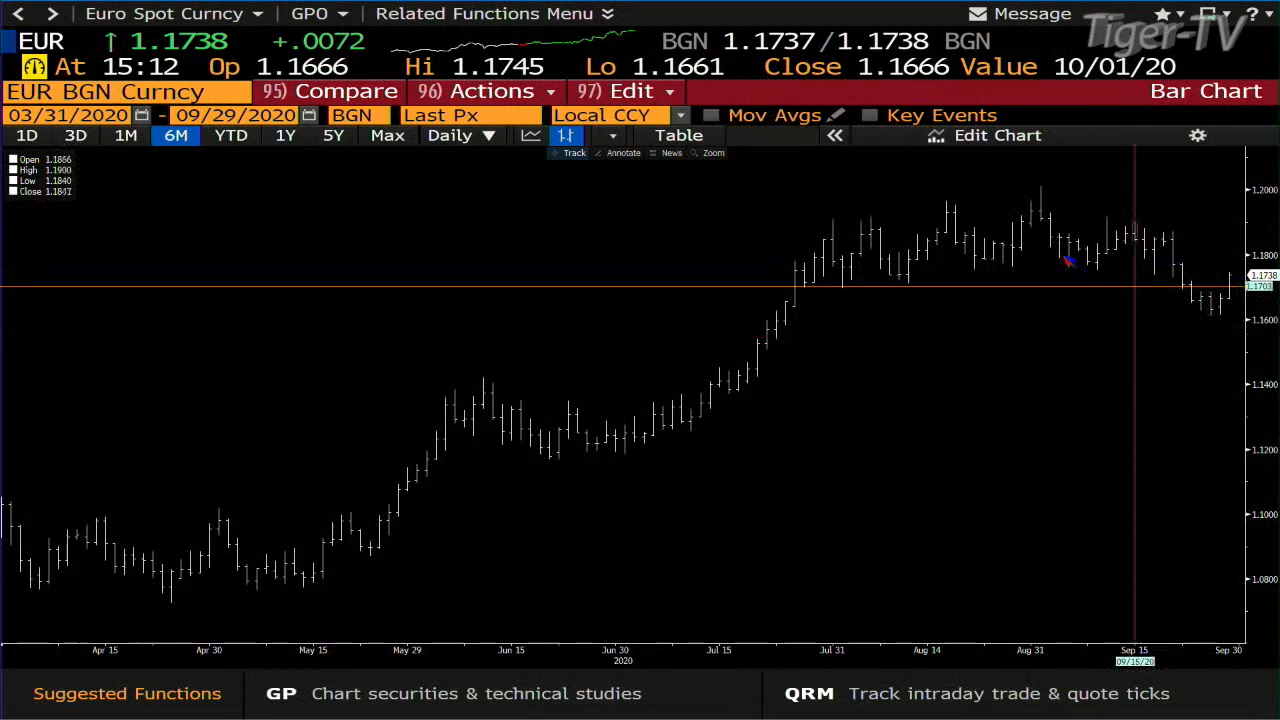 Euro Spot Curncy GPO Related Functions Menu Message ?
Tiger-TV
EUR ↑ 1.1738 +.0072 BGN 1.1737/1.1738 BGN
At 15:12 Op 1.1666 Hi 1.1745 Lo 1.1661 Close 1.1666 Value 10/01/20
EUR BGN Curncy 95) Compare 96) Actions 97) Edit Bar Chart
03/31/2020 - 09/29/2020 BGN Last Px Local CCY Mov Avgs Key Events
1D 3D 1M 6M YTD 1Y 5Y Max Daily ▼ Table « Edit Chart
Track Annotate News Zoom
Open 1.1866
High 1.1900
Low 1.1840
Close 1.1847
1.2000
1.1800
1.1738
1.1703
1.1600
1.1400
1.1200
1.1000
1.0800
Apr 15 Apr 30 May 15 May 29 Jun 15 Jun 30 Jul 15 Jul 31 Aug 14 Aug 31 Sep 15 Sep 30
2020 09/15/20
Suggested Functions GP Chart securities & technical studies QRM Track intraday trade & quote ticks